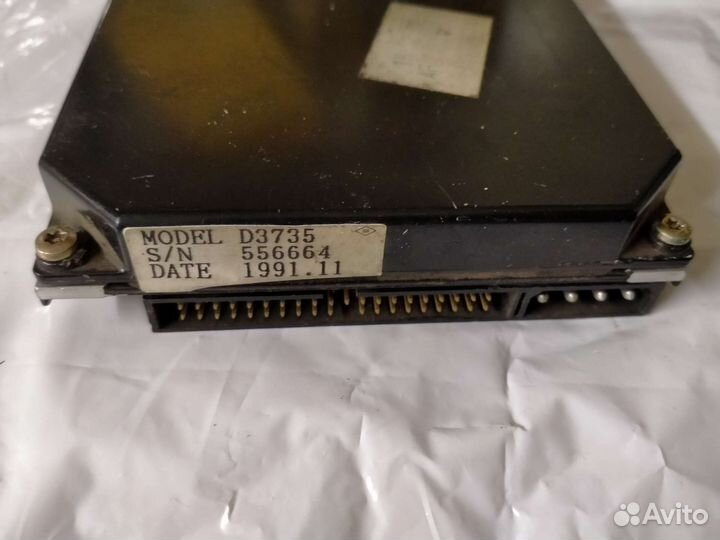 MODEL D3735
S/N 556664
DATE 1991.11
Avito